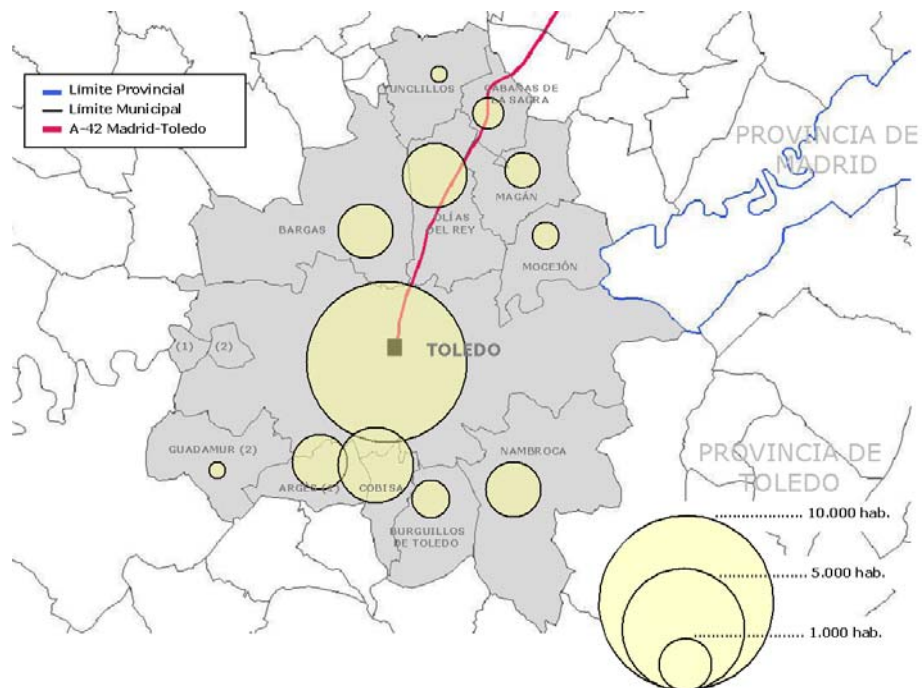 Límite Provincial
Límite Municipal
A-42 Madrid-Toledo
YUNCLILLOS
CABAÑAS DE
LA SAGRA
PROVINCIA DE
MADRID
MAGÁN
BARGAS
OLÍAS
DEL REY
MOCEJÓN
(1)
(2)
TOLEDO
GUADAMUR (2)
ARGÉS (1)
COBISA
NAMBROCA
PROVINCIA DE
TOLEDO
BURGUILLOS
DE TOLEDO
10.000 hab.
5.000 hab.
1.000 hab.